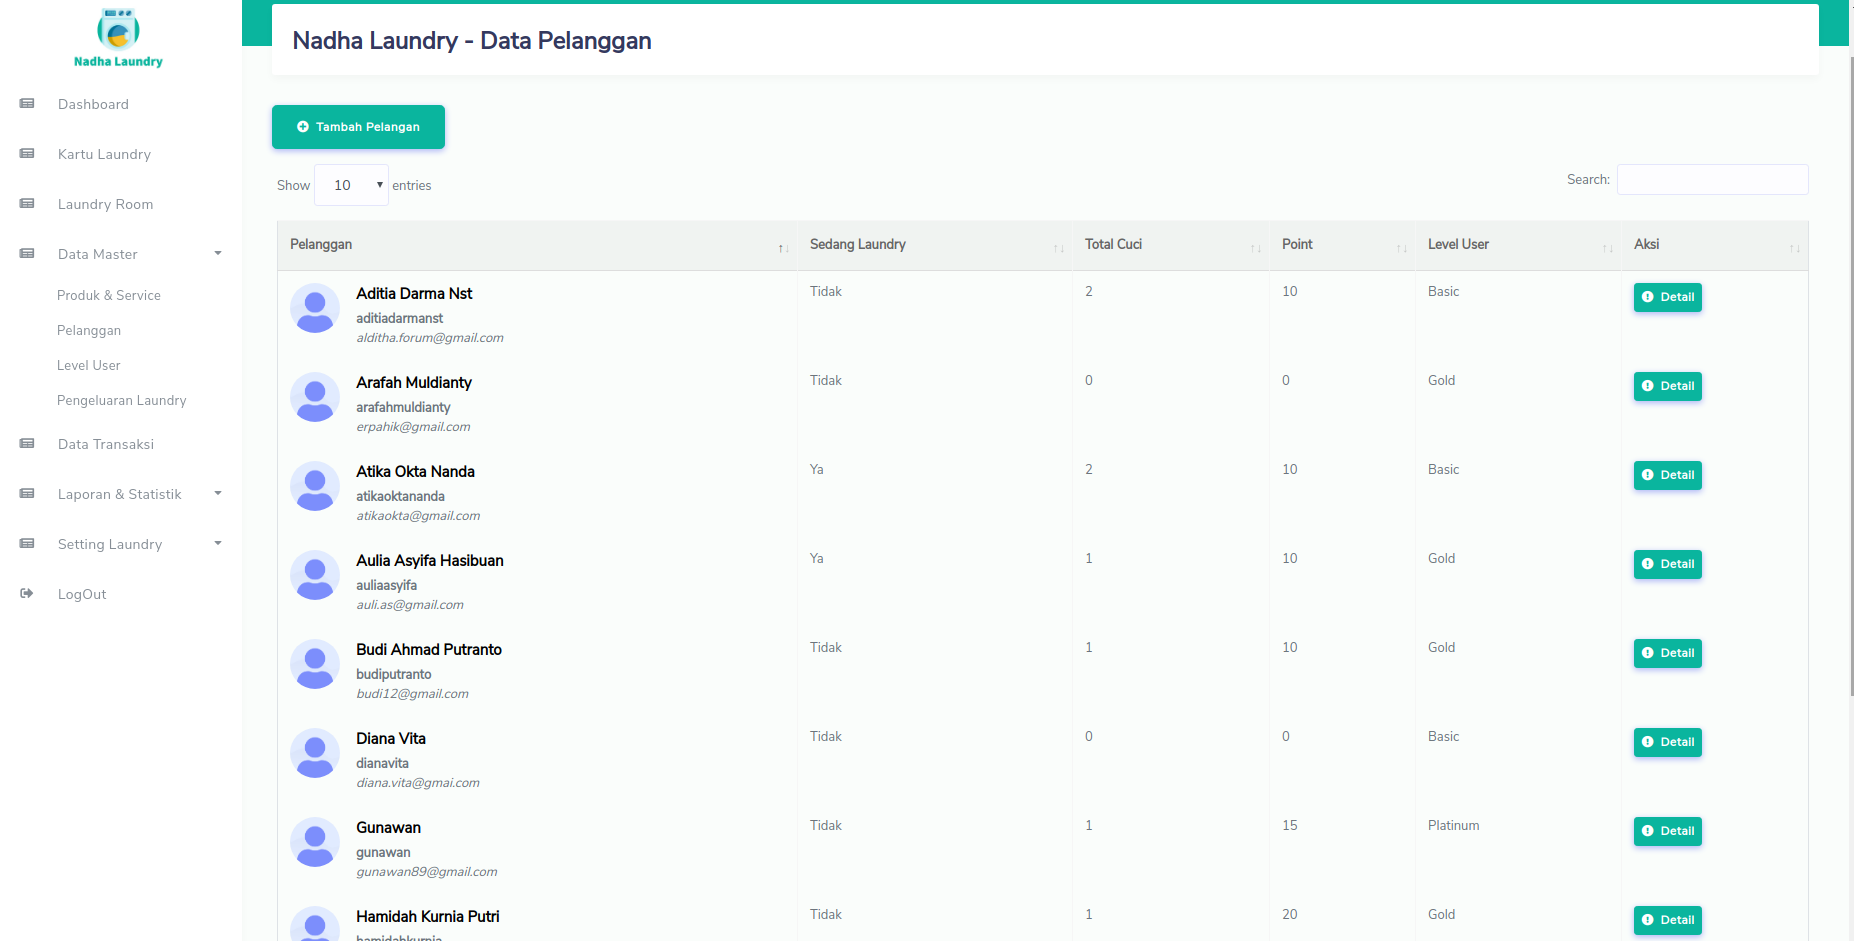 Nadha Laundry
Dashboard
Kartu Laundry
Laundry Room
Data Master
Produk & Service
Pelanggan
Level User
Pengeluaran Laundry
Data Transaksi
Laporan & Statistik
Setting Laundry
LogOut
Nadha Laundry - Data Pelanggan
Tambah Pelangan
Show 10 entries
Search:
Pelanggan Sedang Laundry Total Cuci Point Level User Aksi
Aditia Darma Nst Tidak 2 10 Basic Detail
aditiadarmanst
alditha.forum@gmail.com
Arafah Muldianty Tidak 0 0 Gold Detail
arafahmuldianty
erpahik@gmail.com
Atika Okta Nanda Ya 2 10 Basic Detail
atikaoktananda
atikaokta@gmail.com
Aulia Asyifa Hasibuan Ya 1 10 Gold Detail
auliaasyifa
auli.as@gmail.com
Budi Ahmad Putranto Tidak 1 10 Gold Detail
budiputranto
budi12@gmail.com
Diana Vita Tidak 0 0 Basic Detail
dianavita
diana.vita@gmai.com
Gunawan Tidak 1 15 Platinum Detail
gunawan
gunawan89@gmail.com
Hamidah Kurnia Putri Tidak 1 20 Gold Detail
hamidahkurnia